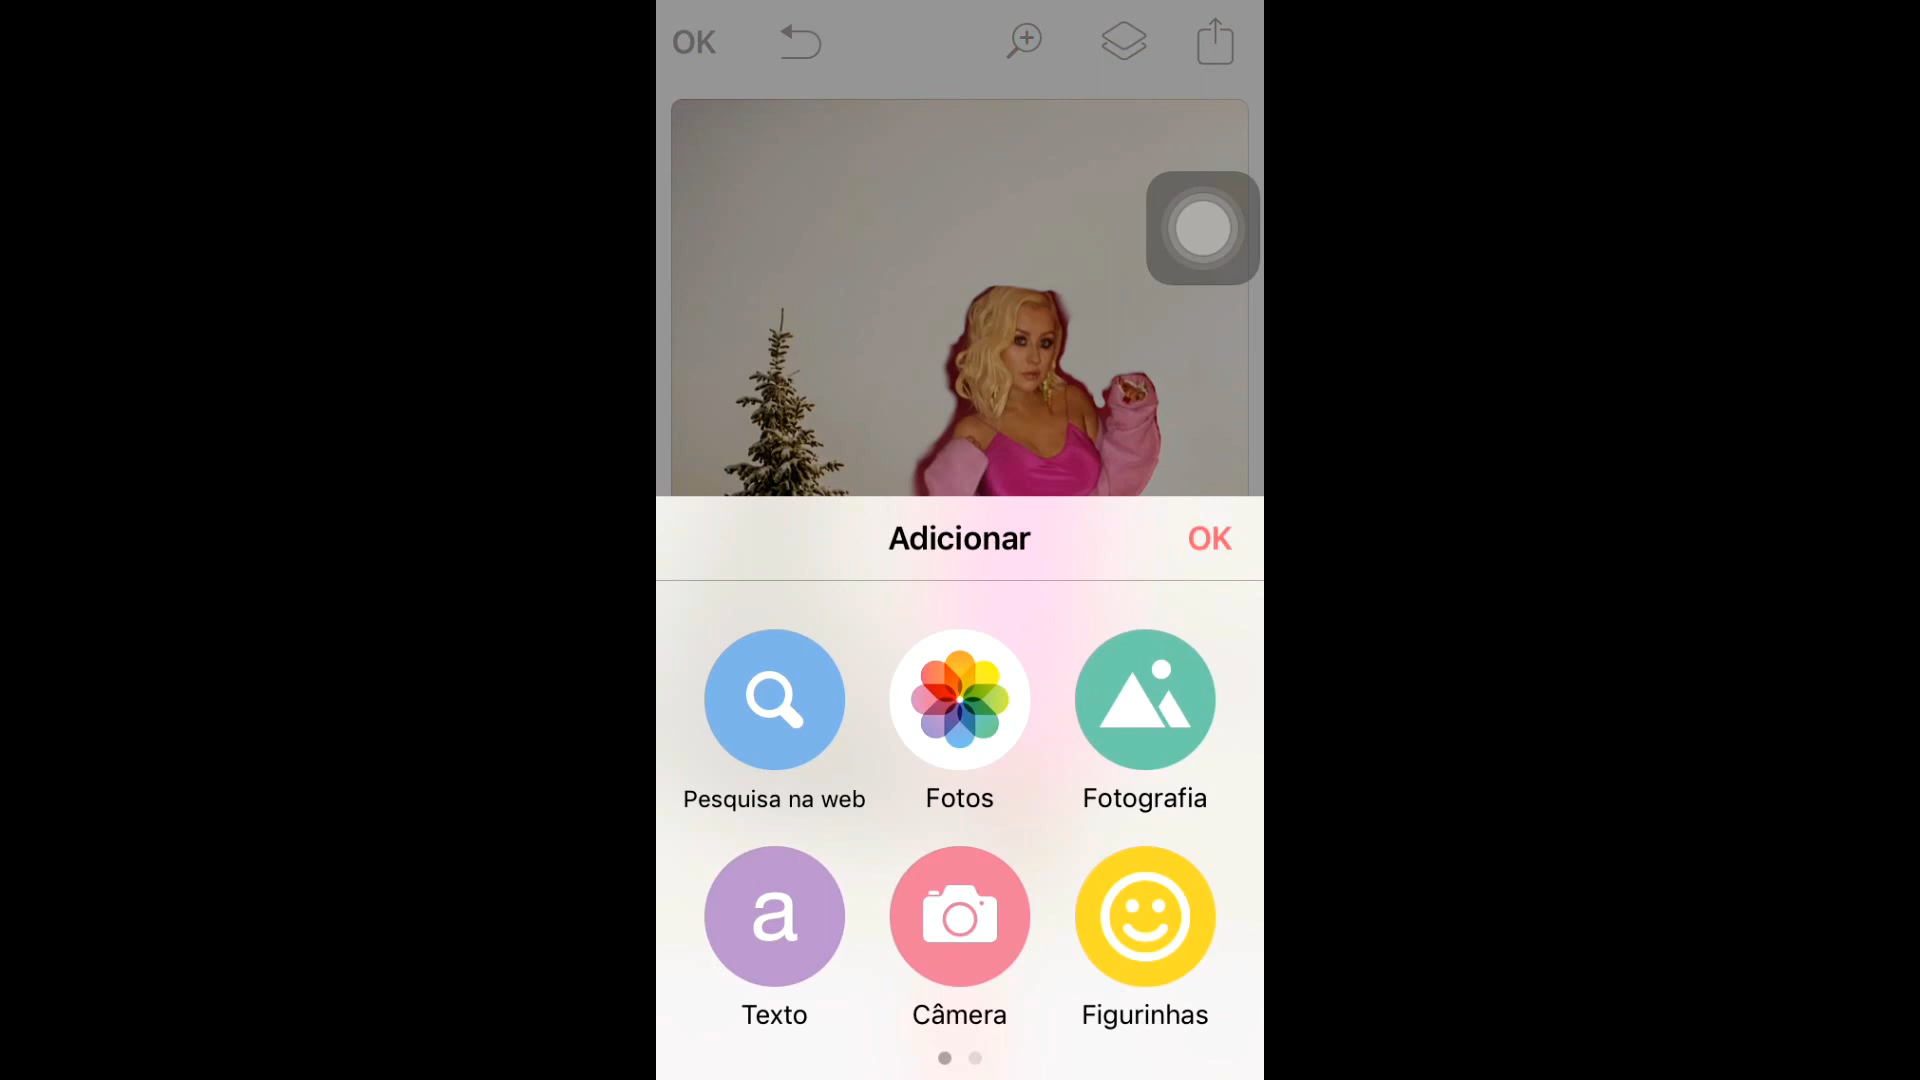 OK
Adicionar
OK
Pesquisa na web
Fotos
Fotografia
a
Texto
Câmera
Figurinhas